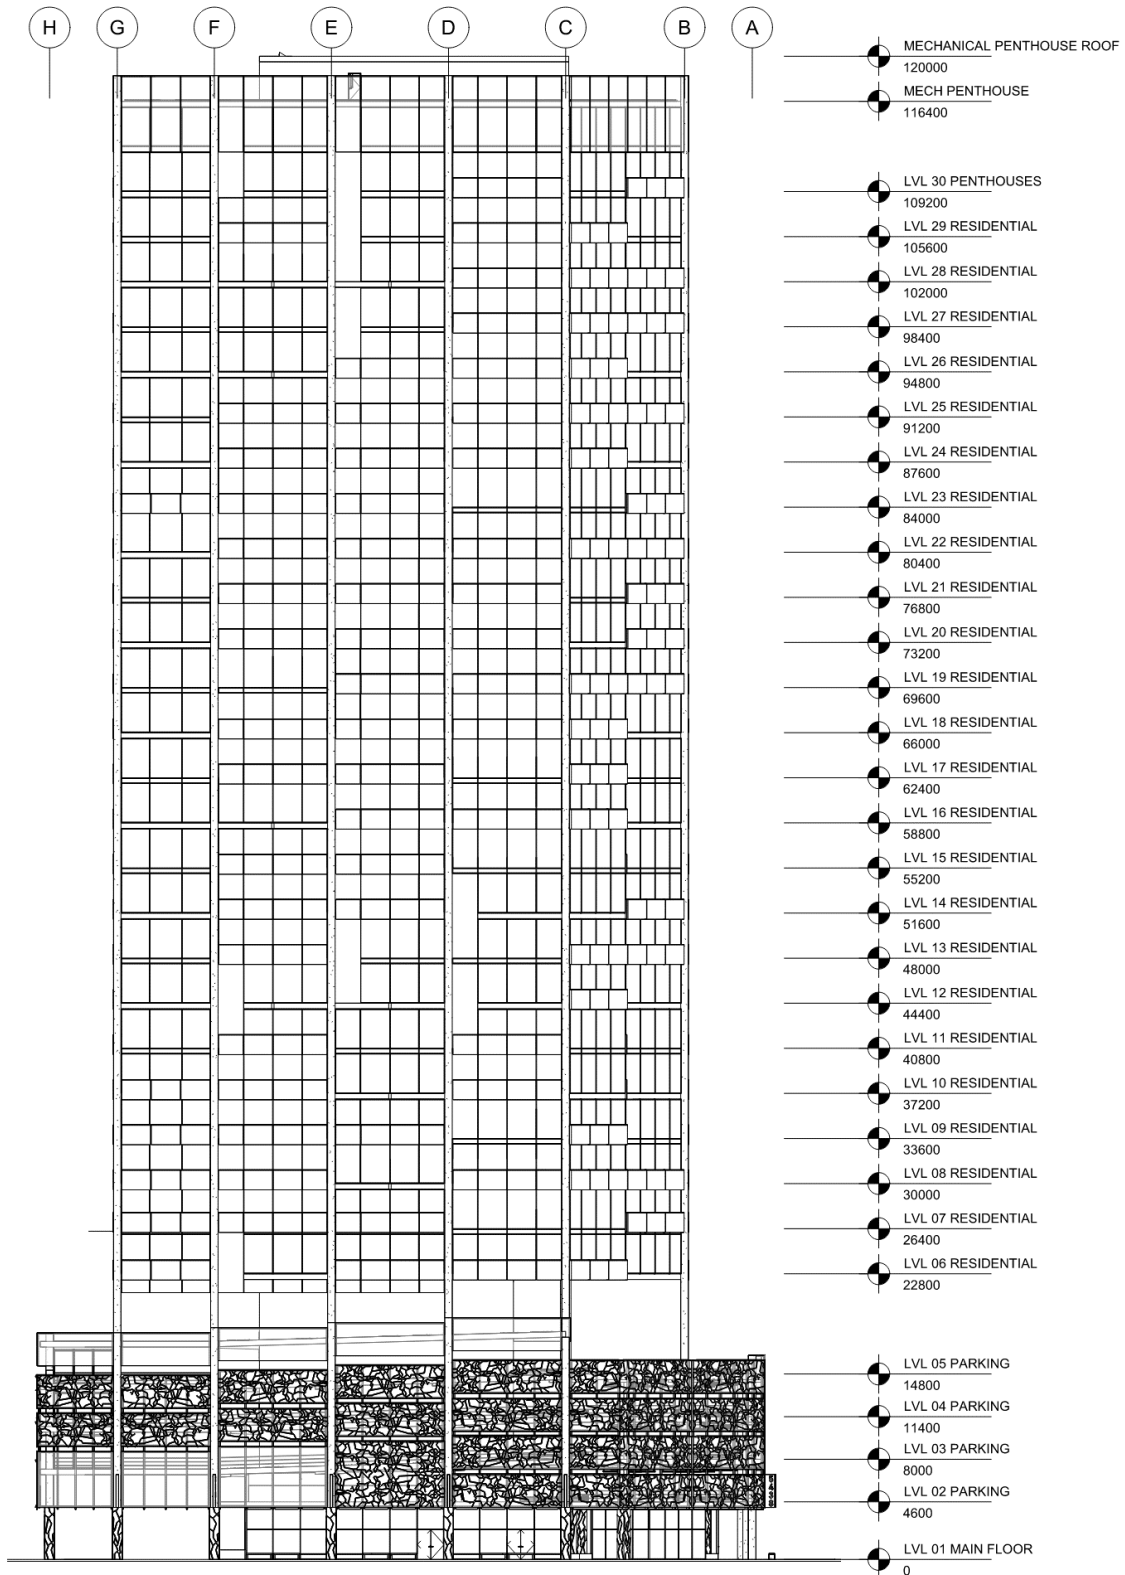 H G F E D C B A
MECHANICAL PENTHOUSE ROOF
120000
MECH PENTHOUSE
116400
LVL 30 PENTHOUSES
109200
LVL 29 RESIDENTIAL
105600
LVL 28 RESIDENTIAL
102000
LVL 27 RESIDENTIAL
98400
LVL 26 RESIDENTIAL
94800
LVL 25 RESIDENTIAL
91200
LVL 24 RESIDENTIAL
87600
LVL 23 RESIDENTIAL
84000
LVL 22 RESIDENTIAL
80400
LVL 21 RESIDENTIAL
76800
LVL 20 RESIDENTIAL
73200
LVL 19 RESIDENTIAL
69600
LVL 18 RESIDENTIAL
66000
LVL 17 RESIDENTIAL
62400
LVL 16 RESIDENTIAL
58800
LVL 15 RESIDENTIAL
55200
LVL 14 RESIDENTIAL
51600
LVL 13 RESIDENTIAL
48000
LVL 12 RESIDENTIAL
44400
LVL 11 RESIDENTIAL
40800
LVL 10 RESIDENTIAL
37200
LVL 09 RESIDENTIAL
33600
LVL 08 RESIDENTIAL
30000
LVL 07 RESIDENTIAL
26400
LVL 06 RESIDENTIAL
22800
LVL 05 PARKING
14800
LVL 04 PARKING
11400
LVL 03 PARKING
8000
LVL 02 PARKING
4600
LVL 01 MAIN FLOOR
0